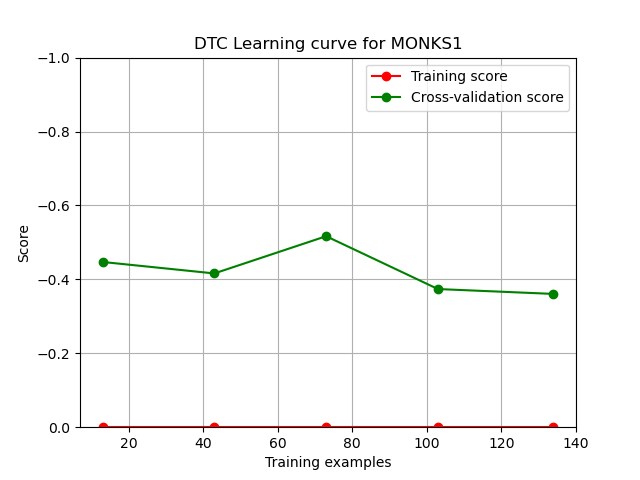 DTC Learning curve for MONKS1
−1.0
Training score
Cross-validation score
−0.8
−0.6
Score
−0.4
−0.2
0.0
20 40 60 80 100 120 140
Training examples